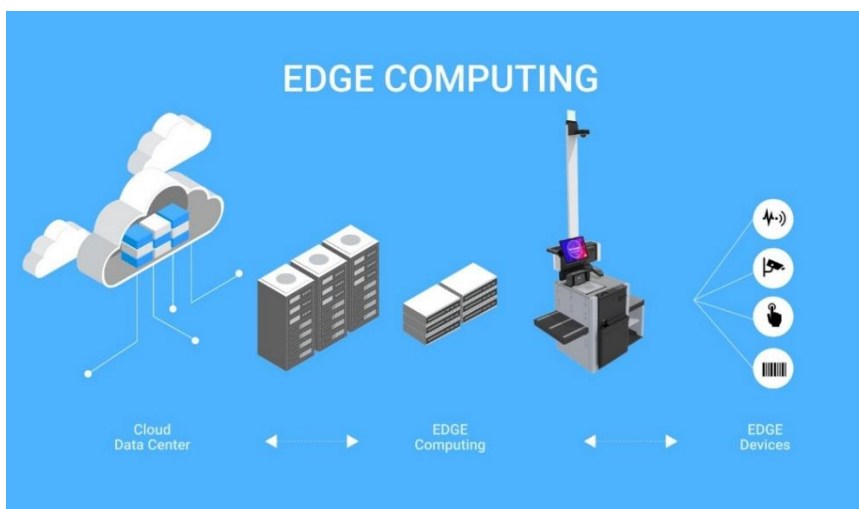 EDGE COMPUTING
Cloud
Data Center
EDGE
Computing
EDGE
Devices